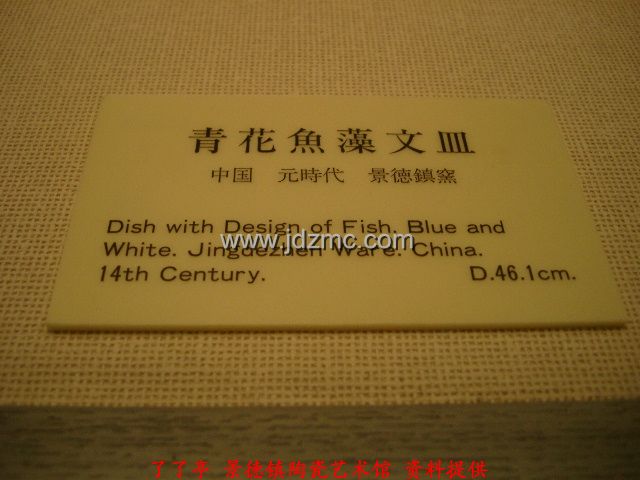 青花魚藻文皿
中国 元時代 景德鎮窯
Dish with Design of Fish. Blue and
www.jdzmc.com
White. Jingdezhen Ware. China.
14th Century. D.46.1cm.
了了亭 景德镇陶瓷艺术馆 资料提供